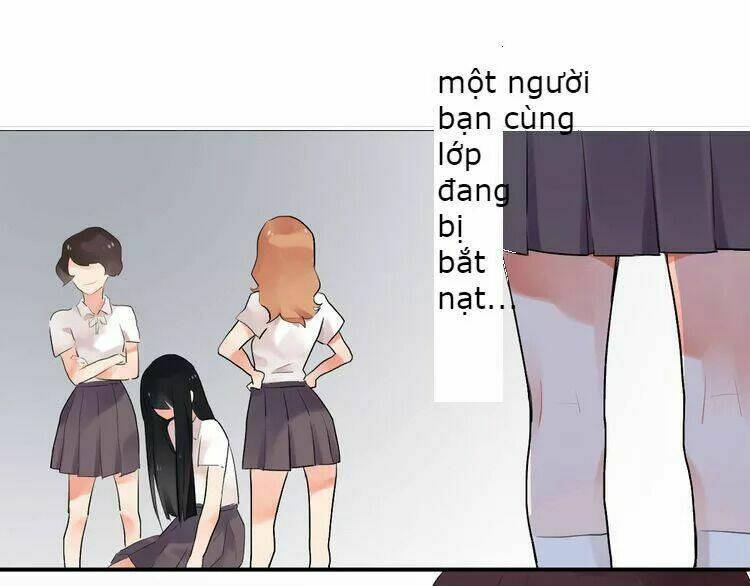 một người
bạn cùng
lớp
đang
bị
bắt
nạt...